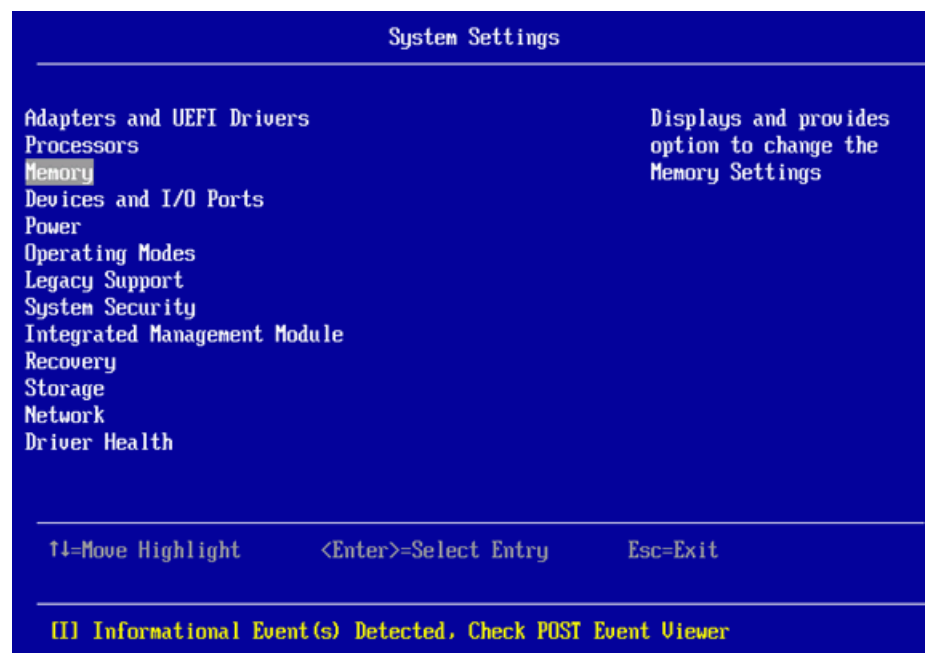 System Settings
Adapters and UEFI Drivers
Processors
Memory
Devices and I/O Ports
Power
Operating Modes
Legacy Support
System Security
Integrated Management Module
Recovery
Storage
Network
Driver Health
Displays and provides
option to change the
Memory Settings
↑↓=Move Highlight <Enter>=Select Entry Esc=Exit
[I] Informational Event(s) Detected, Check POST Event Viewer